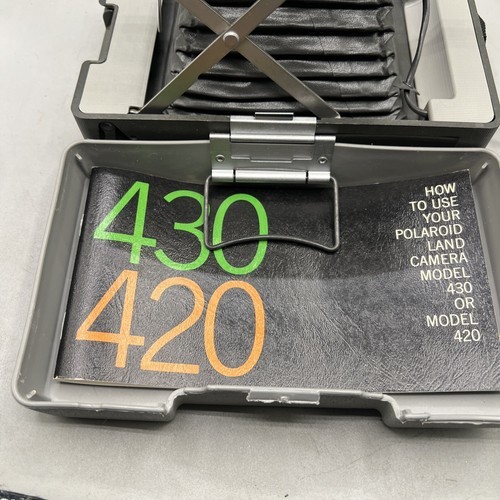 430
420
HOW
TO USE
YOUR
POLAROID
LAND
CAMERA
MODEL
430
OR
MODEL
420